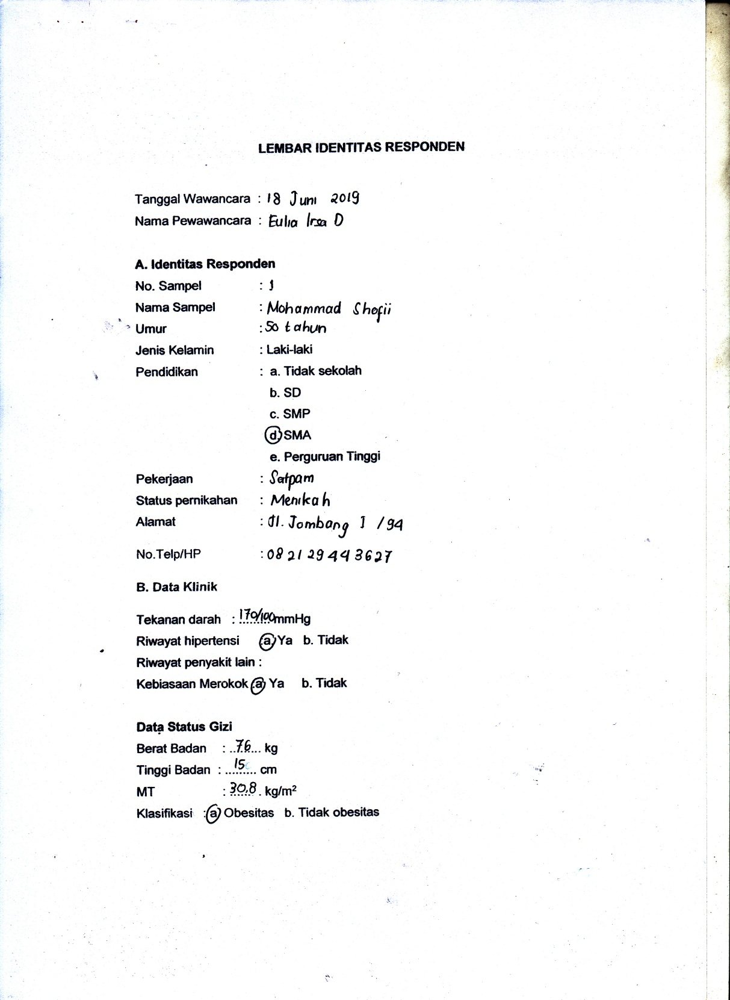 LEMBAR IDENTITAS RESPONDEN
Tanggal Wawancara : 18 Juni 2019
Nama Pewawancara : Eulia Irsa D
A. Identitas Responden
No. Sampel : 1
Nama Sampel : Mohammad Shofii
Umur : 50 tahun
Jenis Kelamin : Laki-laki
Pendidikan : a. Tidak sekolah
b. SD
c. SMP
d. SMA
e. Perguruan Tinggi
Pekerjaan : Satpam
Status pernikahan : Menikah
Alamat : Jl. Jombang I / 94
No.Telp/HP : 082129443627
B. Data Klinik
Tekanan darah : 170/100 mmHg
Riwayat hipertensi a. Ya b. Tidak
Riwayat penyakit lain :
Kebiasaan Merokok a. Ya b. Tidak
Data Status Gizi
Berat Badan : ..76... kg
Tinggi Badan : ......... cm
MT : 30,8 . kg/m²
Klasifikasi : a. Obesitas b. Tidak obesitas